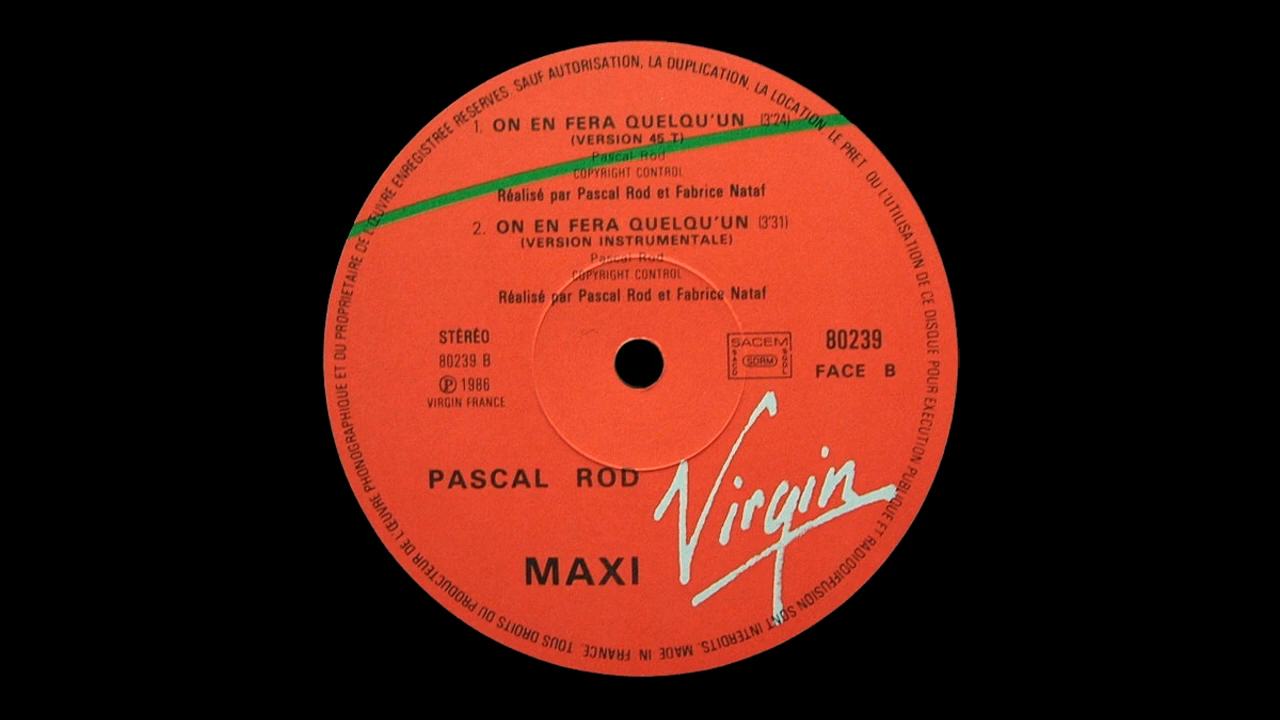 TOUS DROITS DU PRODUCTEUR DE L'ŒUVRE PHONOGRAPHIQUE ET DU PROPRIETAIRE DE L'ŒUVRE ENREGISTREE RESERVES. SAUF AUTORISATION, LA DUPLICATION, LA LOCATION, LE PRET OU L'UTILISATION DE CE DISQUE POUR EXECUTION PUBLIQUE ET RADIODIFFUSION SONT INTERDITS. MADE IN FRANCE.
1. ON EN FERA QUELQU'UN (3'24)
(VERSION 45 T)
Pascal Rod
COPYRIGHT CONTROL
Réalisé par Pascal Rod et Fabrice Nataf
2. ON EN FERA QUELQU'UN (3'31)
(VERSION INSTRUMENTALE)
Pascal Rod
COPYRIGHT CONTROL
Réalisé par Pascal Rod et Fabrice Nataf
STÉRÉO
80239 B
℗ 1986
VIRGIN FRANCE
SACEM
SACD SDRM SGDL
80239
FACE B
PASCAL ROD
Virgin
MAXI